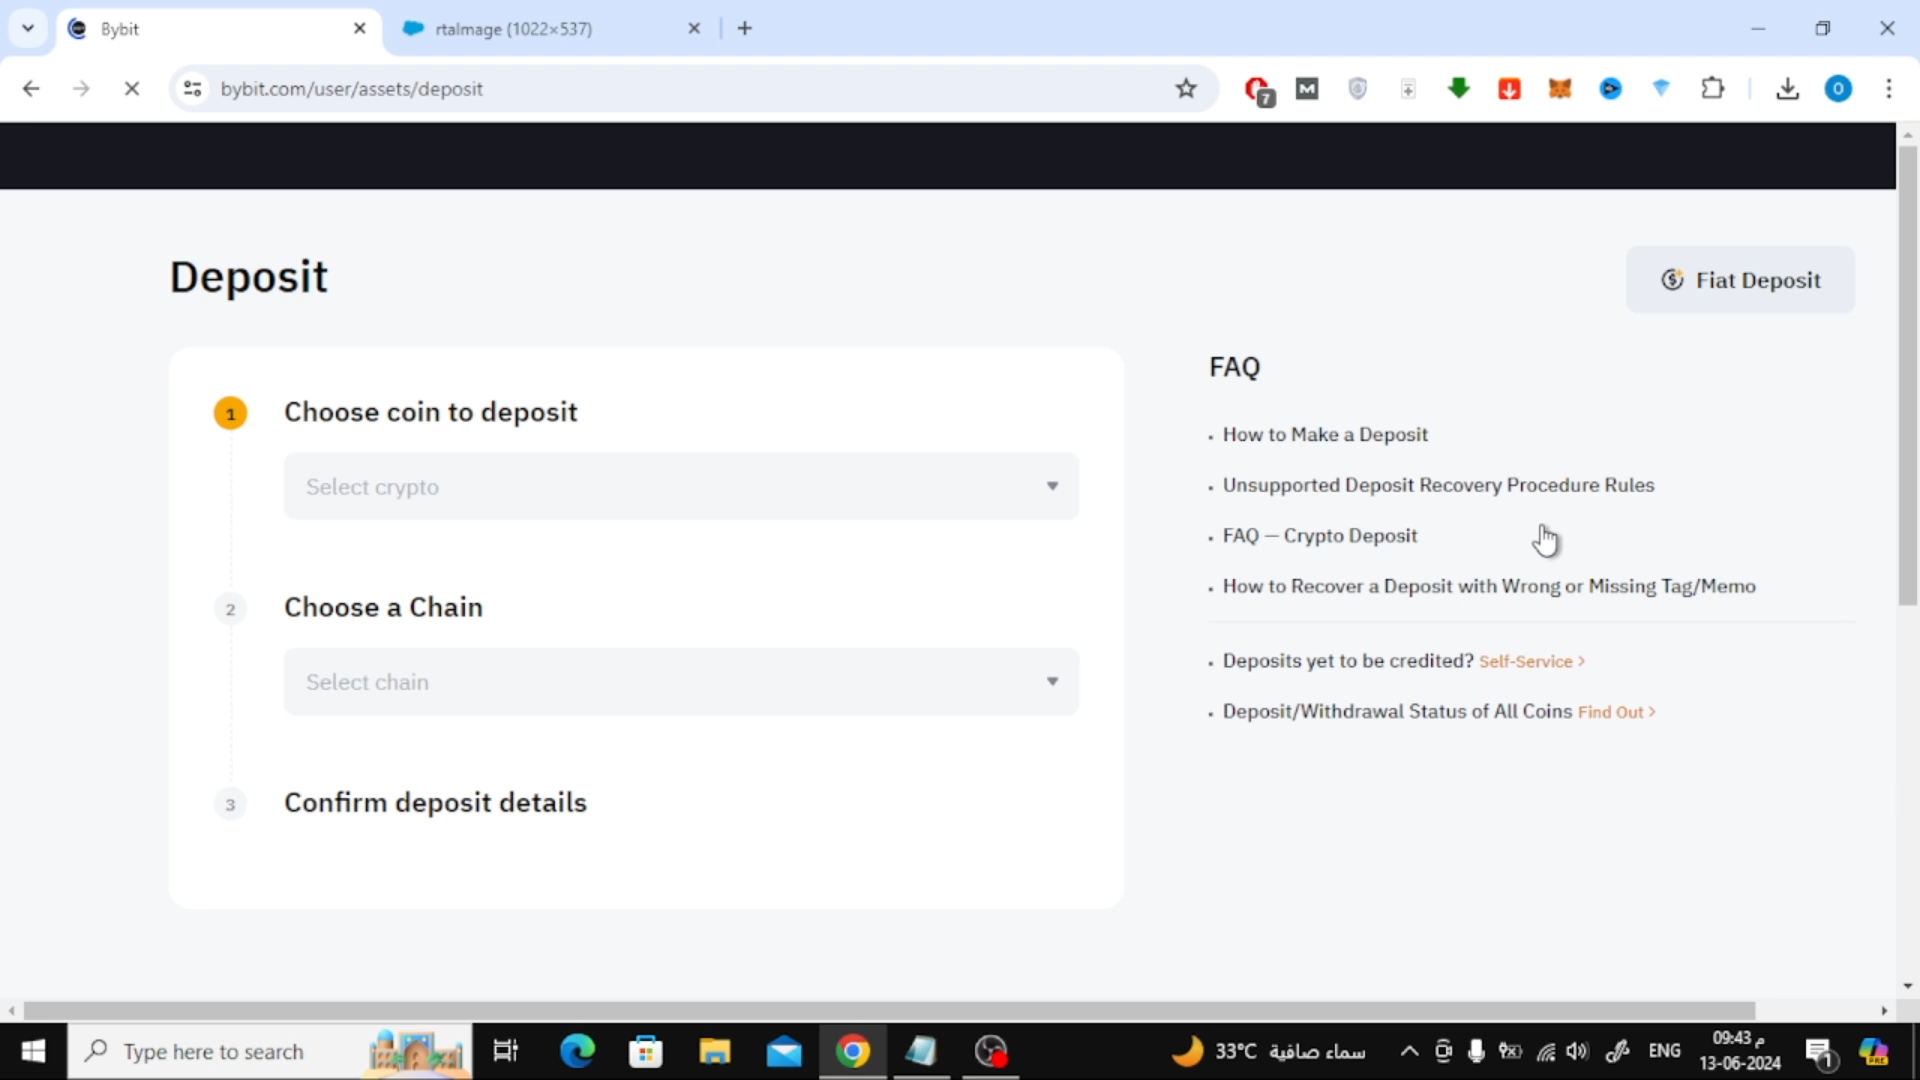 Bybit
rtaImage (1022×537)
bybit.com/user/assets/deposit
7
O
Deposit
Fiat Deposit
1
Choose coin to deposit
Select crypto
2
Choose a Chain
Select chain
3
Confirm deposit details
FAQ
How to Make a Deposit
Unsupported Deposit Recovery Procedure Rules
FAQ — Crypto Deposit
How to Recover a Deposit with Wrong or Missing Tag/Memo
Deposits yet to be credited? Self-Service >
Deposit/Withdrawal Status of All Coins Find Out >
Type here to search
33°C سماء صافية
ENG
09:43 م
13-06-2024
1
PRE